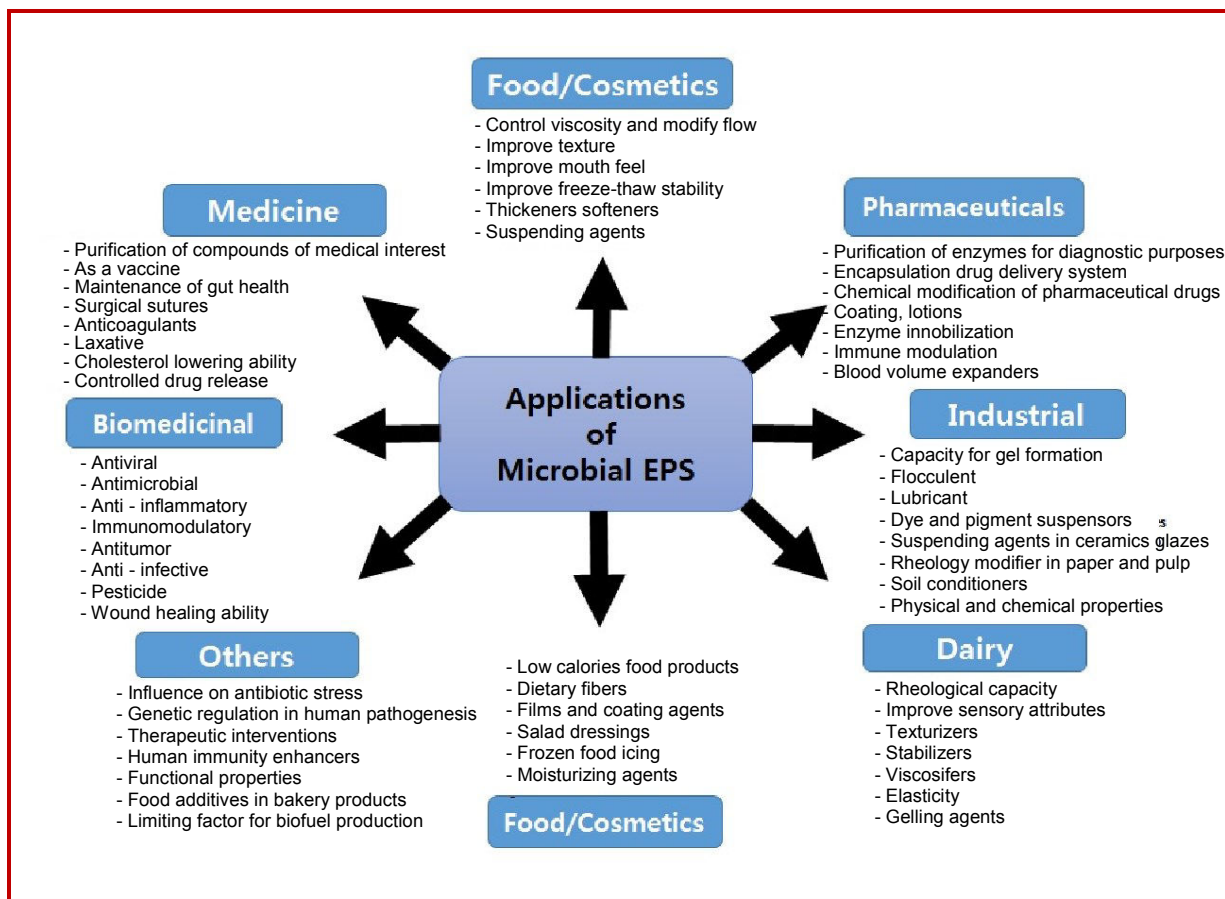 Food/Cosmetics
- Control viscosity and modify flow
- Improve texture
- Improve mouth feel
- Improve freeze-thaw stability
- Thickeners softeners
- Suspending agents
Medicine
- Purification of compounds of medical interest
- As a vaccine
- Maintenance of gut health
- Surgical sutures
- Anticoagulants
- Laxative
- Cholesterol lowering ability
- Controlled drug release
Pharmaceuticals
- Purification of enzymes for diagnostic purposes
- Encapsulation drug delivery system
- Chemical modification of pharmaceutical drugs
- Coating, lotions
- Enzyme innobilization
- Immune modulation
- Blood volume expanders
Applications
of
Microbial EPS
Biomedicinal
- Antiviral
- Antimicrobial
- Anti - inflammatory
- Immunomodulatory
- Antitumor
- Anti - infective
- Pesticide
- Wound healing ability
Industrial
- Capacity for gel formation
- Flocculent
- Lubricant
- Dye and pigment suspensors
- Suspending agents in ceramics glazes
- Rheology modifier in paper and pulp
- Soil conditioners
- Physical and chemical properties
Others
- Influence on antibiotic stress
- Genetic regulation in human pathogenesis
- Therapeutic interventions
- Human immunity enhancers
- Functional properties
- Food additives in bakery products
- Limiting factor for biofuel production
- Low calories food products
- Dietary fibers
- Films and coating agents
- Salad dressings
- Frozen food icing
- Moisturizing agents
-
Food/Cosmetics
Dairy
- Rheological capacity
- Improve sensory attributes
- Texturizers
- Stabilizers
- Viscosifers
- Elasticity
- Gelling agents